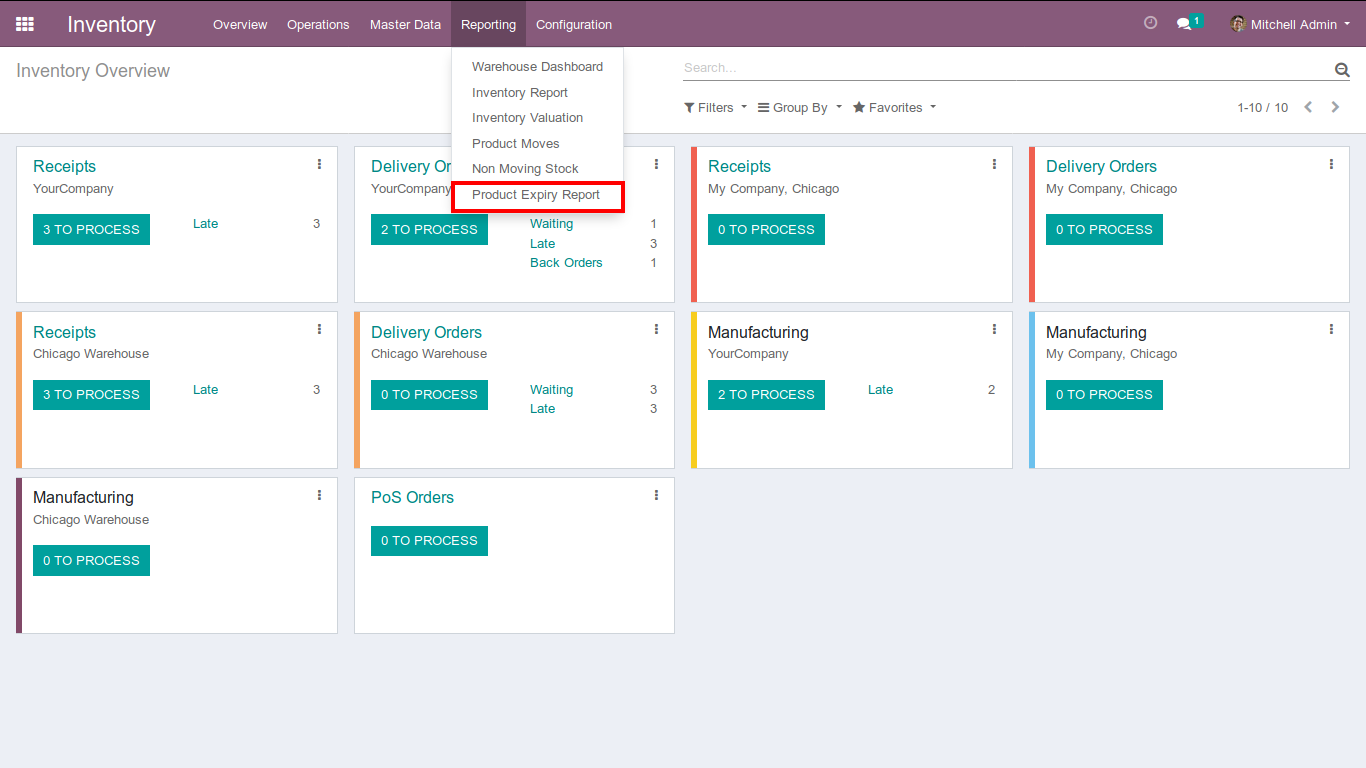 Inventory Overview Operations Master Data Reporting Configuration 1 Mitchell Admin
Inventory Overview
Search...
Filters Group By Favorites 1-10 / 10
Warehouse Dashboard
Inventory Report
Inventory Valuation
Product Moves
Non Moving Stock
Product Expiry Report
Receipts
YourCompany
3 TO PROCESS
Late 3
Delivery Or
YourCompany
2 TO PROCESS
Waiting 1
Late 3
Back Orders 1
Receipts
My Company, Chicago
0 TO PROCESS
Delivery Orders
My Company, Chicago
0 TO PROCESS
Receipts
Chicago Warehouse
3 TO PROCESS
Late 3
Delivery Orders
Chicago Warehouse
0 TO PROCESS
Waiting 3
Late 3
Manufacturing
YourCompany
2 TO PROCESS
Late 2
Manufacturing
My Company, Chicago
0 TO PROCESS
Manufacturing
Chicago Warehouse
0 TO PROCESS
PoS Orders
0 TO PROCESS